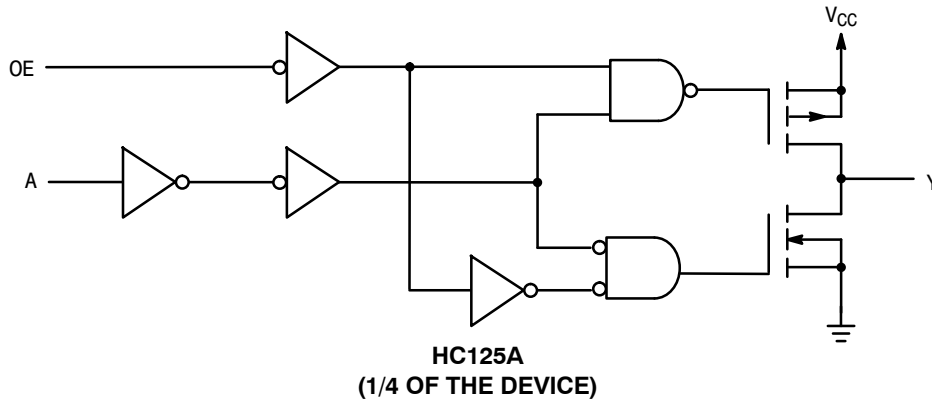 VCC
OE
A
Y
HC125A
(1/4 OF THE DEVICE)